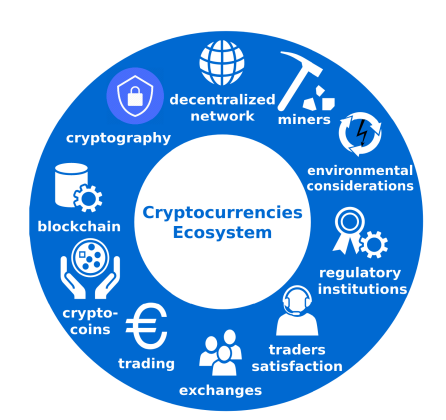 decentralized
network
miners
environmental
considerations
regulatory
institutions
traders
satisfaction
exchanges
trading
crypto-
coins
blockchain
cryptography
Cryptocurrencies
Ecosystem